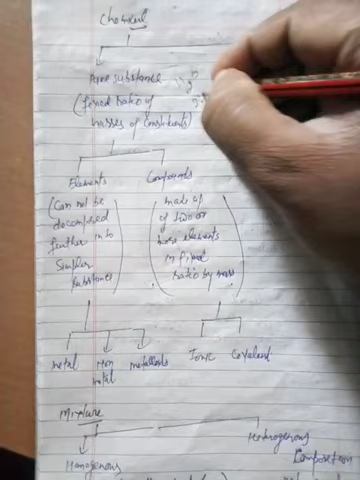 Chemical
Pure substance
(fixed ratio of
masses of constituents)
Elements
Compounds
(Can not be
decomposed
further into
Simpler
substance)
(made up
of two or
more elements
in fixed
ratio by mass)
metal
Non
metal
metalloids
Ionic
Covalent
Mixture
Homogenous
Hetrogenous
Composition